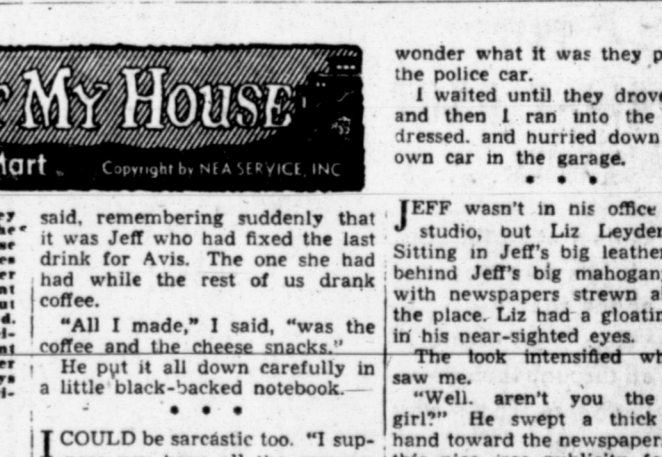 MY HOUSE
Mart
Copyright by NEA SERVICE, INC
said, remembering suddenly that
it was Jeff who had fixed the last
drink for Avis. The one she had
had while the rest of us drank
coffee.
"All I made," I said, "was the
coffee and the cheese snacks."
He put it all down carefully in
a little black-backed notebook.
* * *
I COULD be sarcastic too. "I sup-
wonder what it was they p
the police car.
I waited until they drove
and then I ran into the
dressed. and hurried down
own car in the garage.
* * *
JEFF wasn't in nis office
studio, but Liz Leyden
Sitting in Jeff's big leather
behind Jeff's big mahogan
with newspapers strewn a
the place. Liz had a gloatin
in his near-sighted eyes.
The look intensified wh
saw me.
"Well. aren't you the
girl?" He swept a thick
hand toward the newspaper